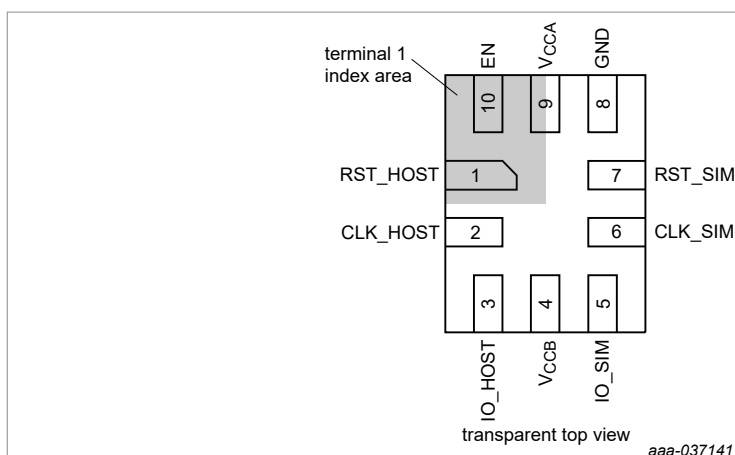 terminal 1
index area
EN
VCCA
GND
10
9
8
RST_HOST
1
7
RST_SIM
CLK_HOST
2
6
CLK_SIM
3
4
5
IO_HOST
VCCB
IO_SIM
transparent top view
aaa-037141